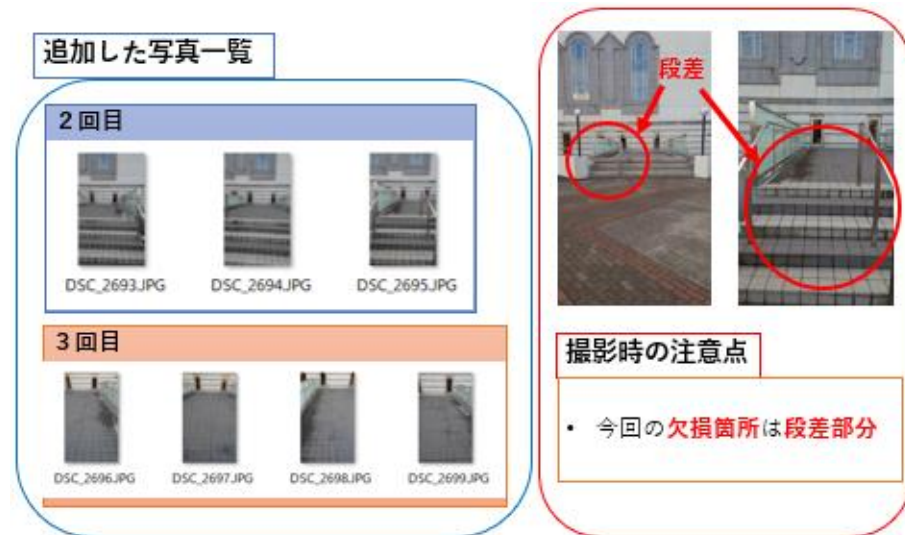 追加した写真一覧
2回目
DSC_2693.JPG
DSC_2694.JPG
DSC_2695.JPG
3回目
DSC_2696.JPG
DSC_2697.JPG
DSC_2698.JPG
DSC_2699.JPG
段差
撮影時の注意点
• 今回の欠損箇所は段差部分